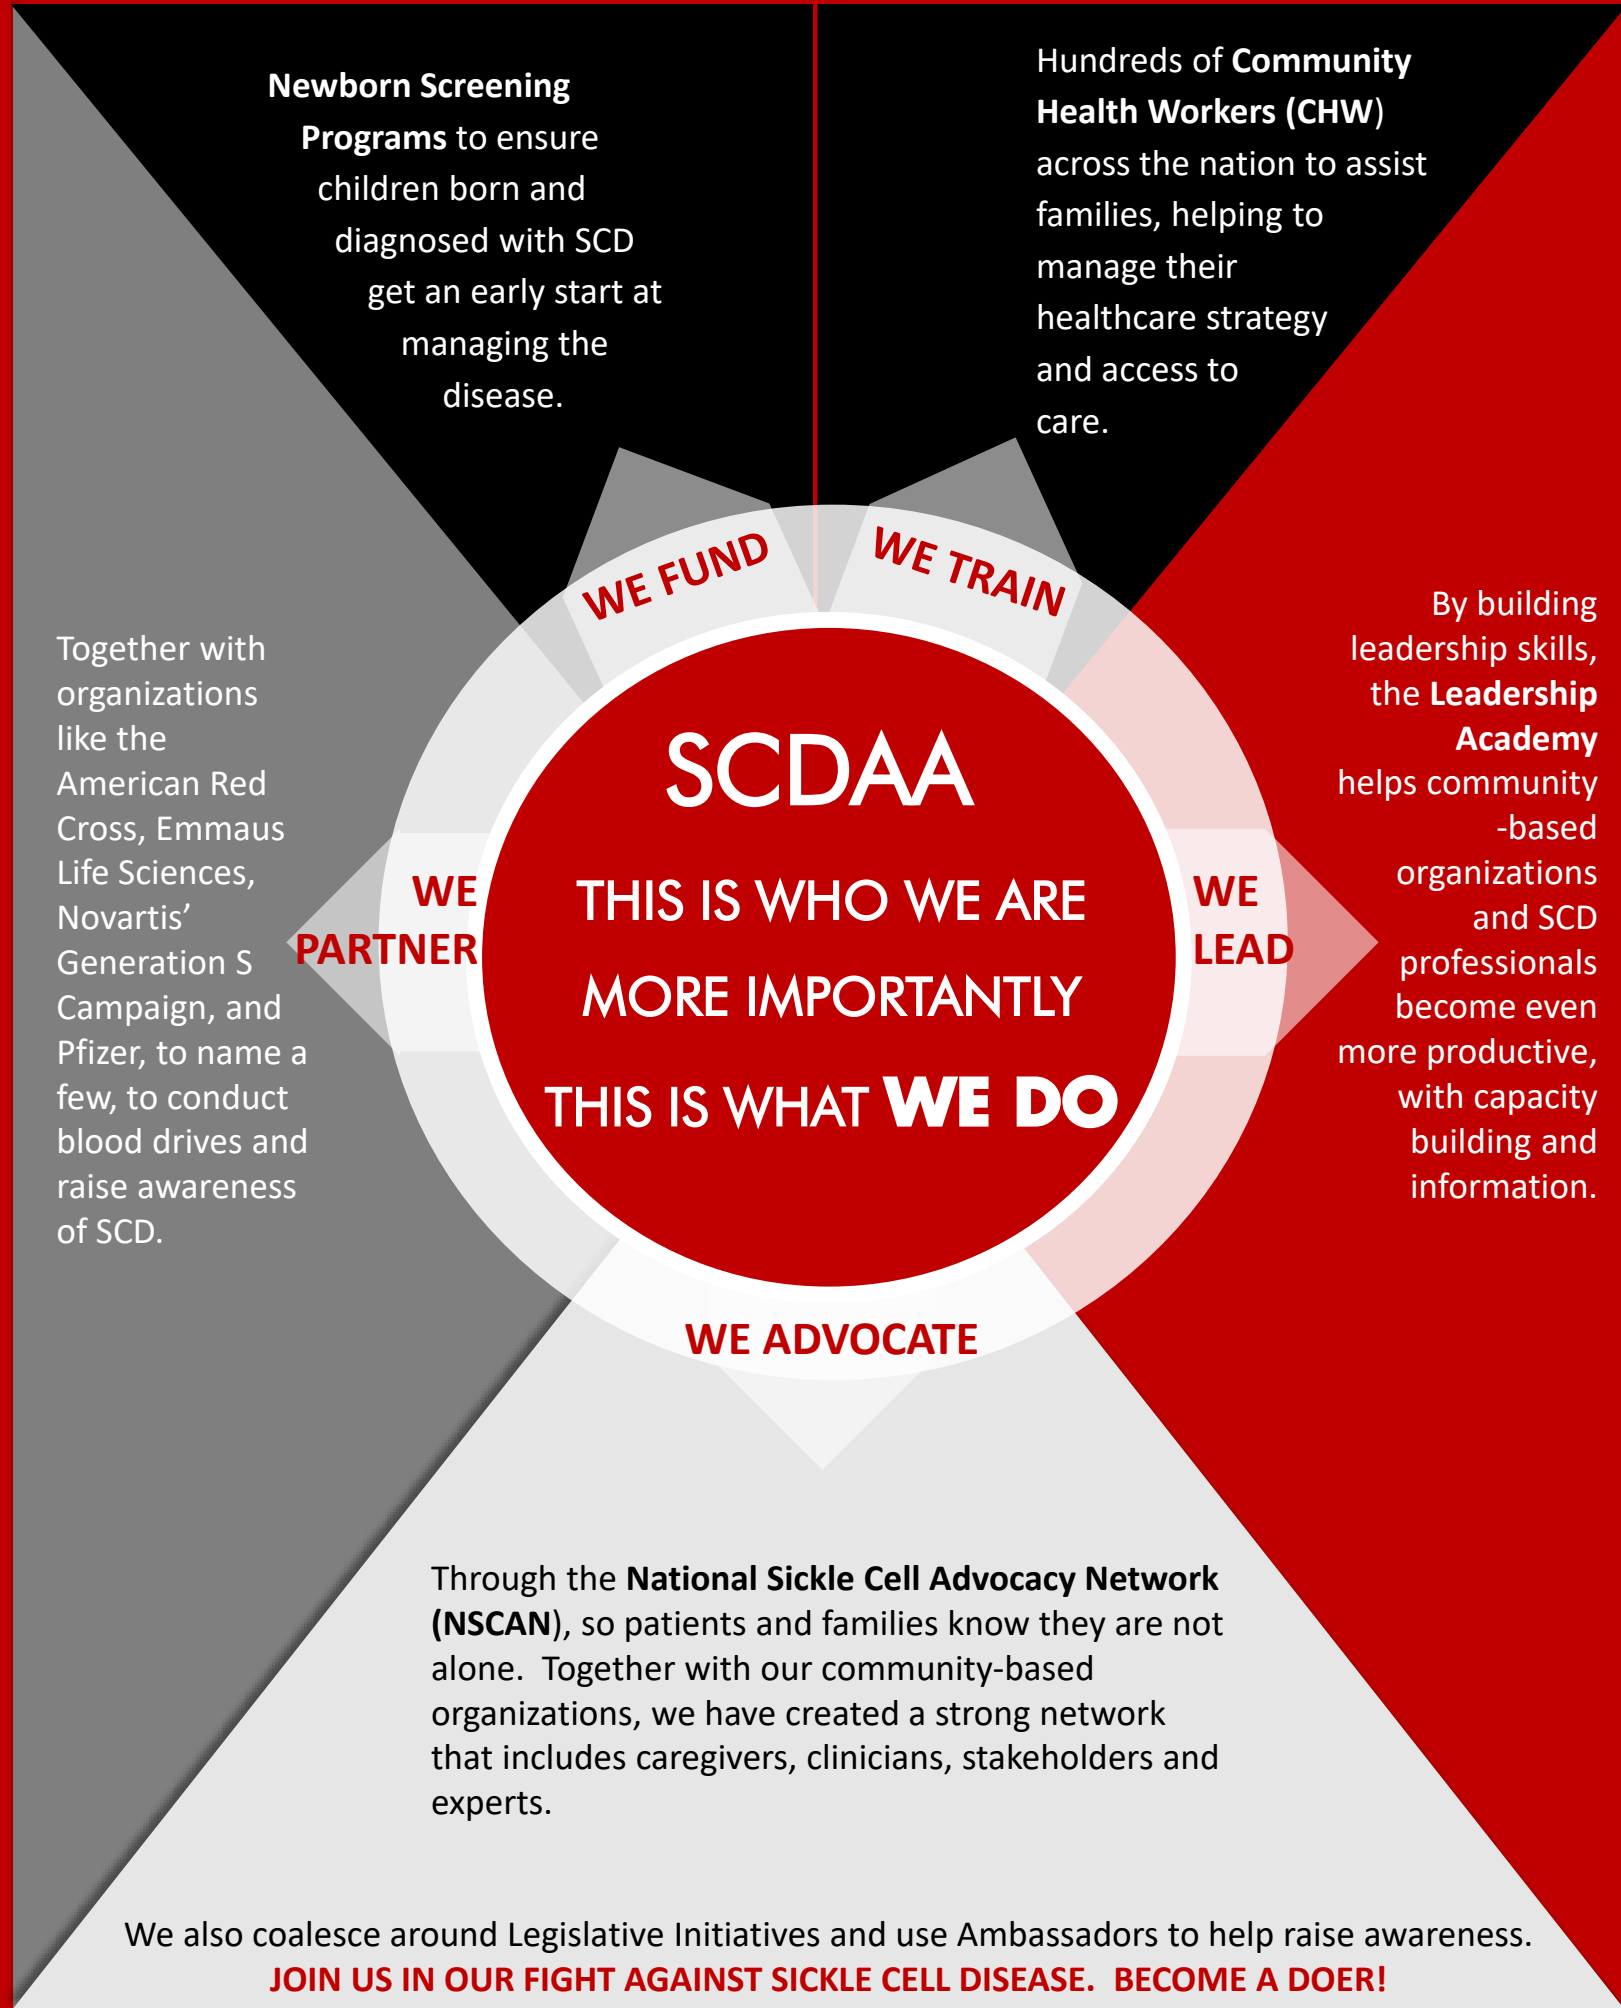 Newborn Screening
Programs to ensure
children born and
diagnosed with SCD
get an early start at
managing the
disease.
Hundreds of Community
Health Workers (CHW)
across the nation to assist
families, helping to
manage their
healthcare strategy
and access to
care.
WE FUND
WE TRAIN
Together with
organizations
like the
American Red
Cross, Emmaus
Life Sciences,
Novartis’
Generation S
Campaign, and
Pfizer, to name a
few, to conduct
blood drives and
raise awareness
of SCD.
WE
PARTNER
SCDAA
THIS IS WHO WE ARE
MORE IMPORTANTLY
THIS IS WHAT WE DO
WE
LEAD
By building
leadership skills,
the Leadership
Academy
helps community
-based
organizations
and SCD
professionals
become even
more productive,
with capacity
building and
information.
WE ADVOCATE
Through the National Sickle Cell Advocacy Network
(NSCAN), so patients and families know they are not
alone.  Together with our community-based
organizations, we have created a strong network
that includes caregivers, clinicians, stakeholders and
experts.
We also coalesce around Legislative Initiatives and use Ambassadors to help raise awareness.
JOIN US IN OUR FIGHT AGAINST SICKLE CELL DISEASE.  BECOME A DOER!